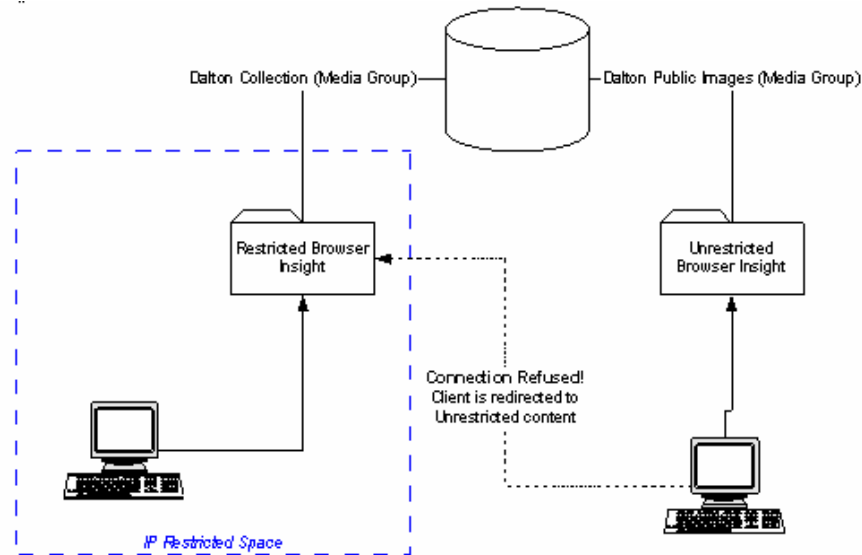 Dalton Collection (Media Group)
Dalton Public Images (Media Group)
Restricted Browser
Insight
Unrestricted
Browser Insight
Connection Refused!
Client is redirected to
Unrestricted content
IP Restricted Space